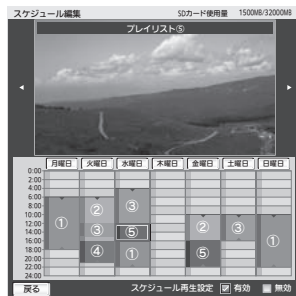 スケジュール編集 SDカード使用量 1500MB/32000MB
プレイリスト⑤
月曜日 火曜日 水曜日 木曜日 金曜日 土曜日 日曜日
0:00
2:00
4:00
6:00
8:00
10:00
12:00
14:00
16:00
18:00
20:00
22:00
24:00
① ② ③ ④ ③ ⑤ ① ② ⑤ ③ ①
戻る スケジュール再生設定 有効 無効